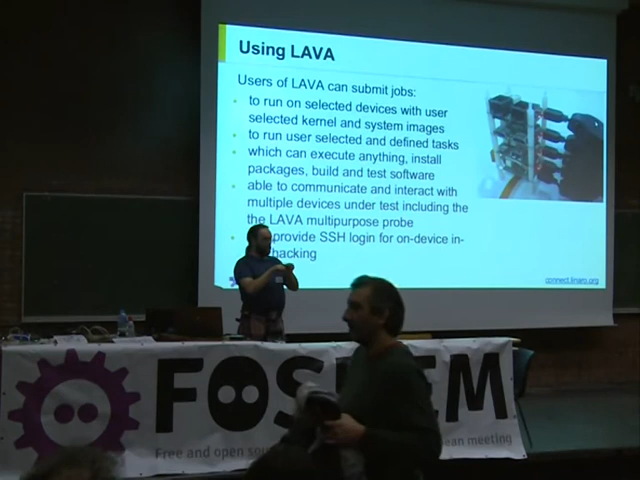 Using LAVA
Users of LAVA can submit jobs:
to run on selected devices with user
selected kernel and system images
to run user selected and defined tasks
which can execute anything, install
packages, build and test software
able to communicate and interact with
multiple devices under test including the
the LAVA multipurpose probe
provide SSH login for on-device in-
hacking
connect.linaro.org
FOS EM
Free and open sou ean meeting